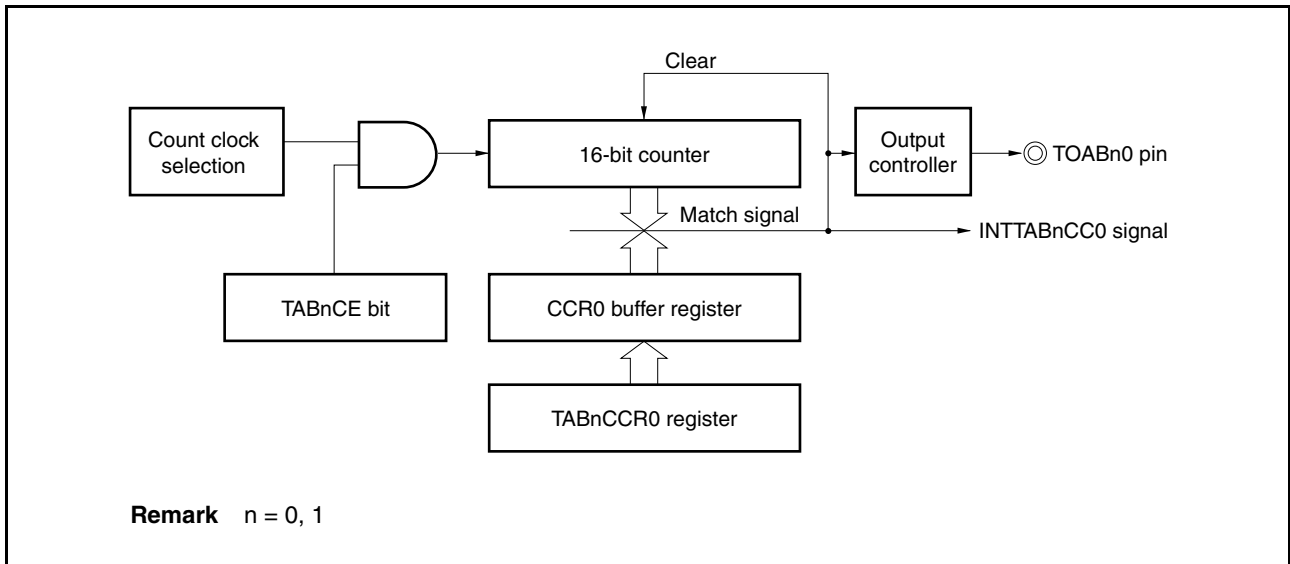 Clear
Count clock
selection
16-bit counter
Output
controller
TOABn0 pin
Match signal
INTTABnCC0 signal
TABnCE bit
CCR0 buffer register
TABnCCR0 register
Remark n = 0, 1